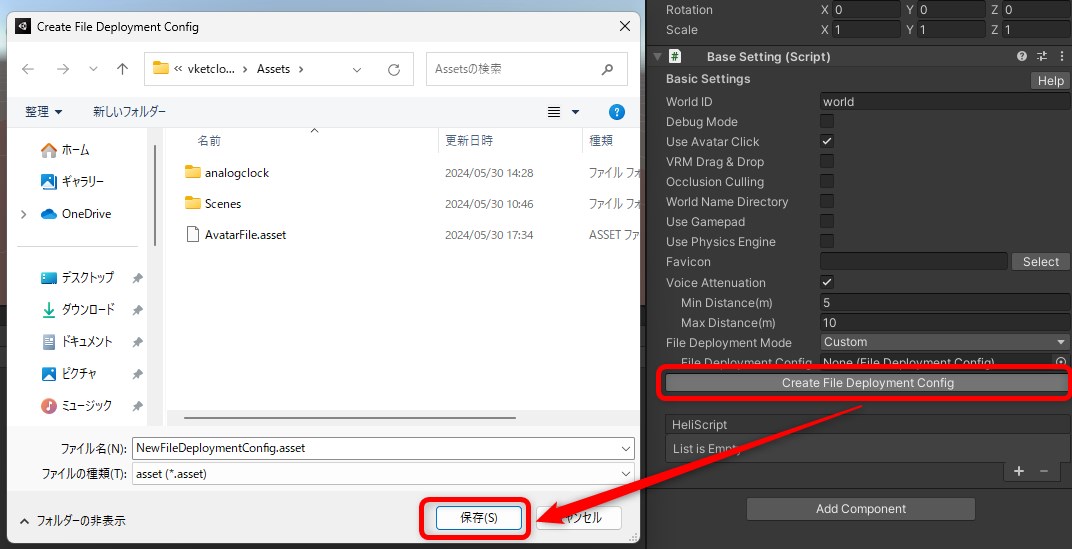 Create File Deployment Config
« vketclo... > Assets >
Assetsの検索
整理
新しいフォルダー
名前
更新日時
種類
ホーム
ギャラリー
OneDrive
デスクトップ
ダウンロード
ドキュメント
ピクチャ
ミュージック
analogclock 2024/05/30 14:28 ファイル フォ
Scenes 2024/05/30 10:46 ファイル フォ
AvatarFile.asset 2024/05/30 17:34 ASSET ファ
ファイル名(N): NewFileDeploymentConfig.asset
ファイルの種類(T): asset (*.asset)
フォルダーの非表示
保存(S)
ャンセル
Rotation X 0 Y 0 Z 0
Scale X 1 Y 1 Z 1
Base Setting (Script)
Basic Settings
Help
World ID world
Debug Mode
Use Avatar Click
VRM Drag & Drop
Occlusion Culling
World Name Directory
Use Gamepad
Use Physics Engine
Favicon Select
Voice Attenuation
Min Distance(m) 5
Max Distance(m) 10
File Deployment Mode Custom
File Deployment Config None (File Deployment Config)
Create File Deployment Config
HeliScript
List is Empty
+ −
Add Component